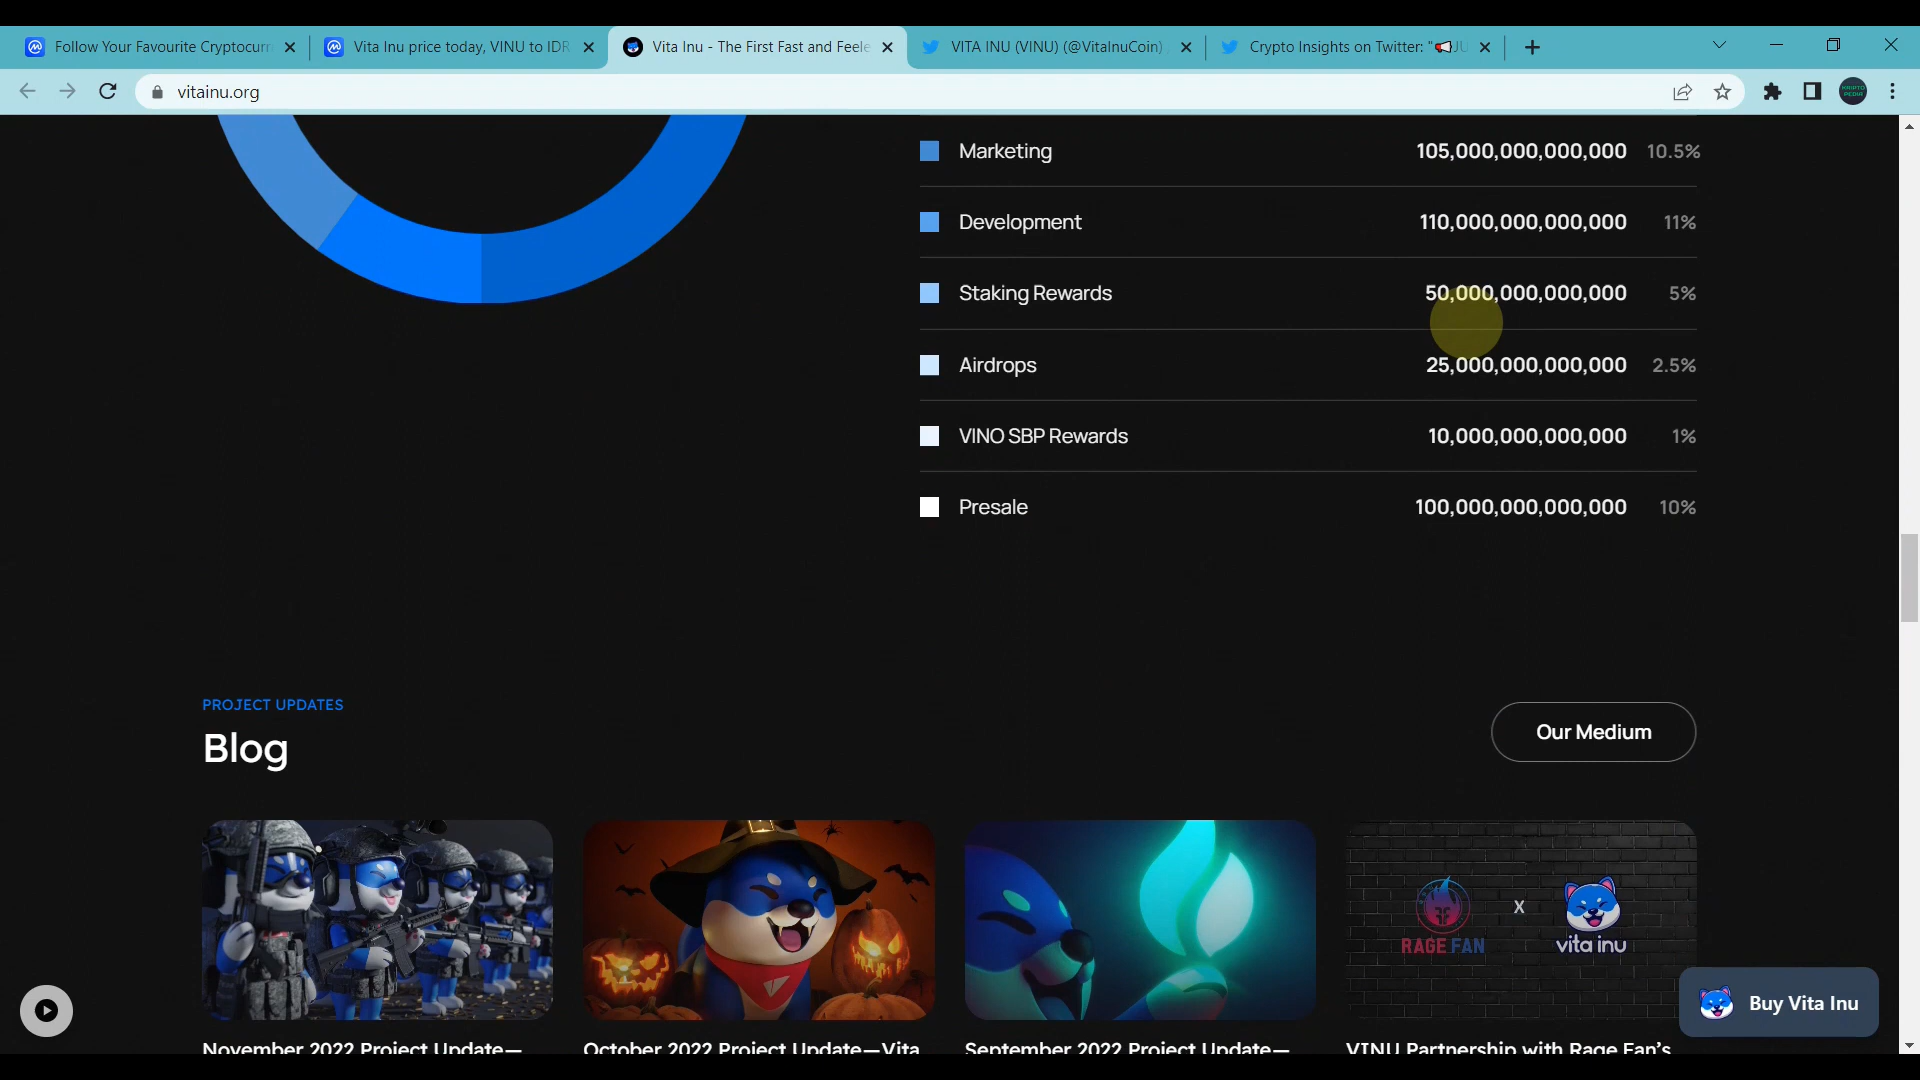 Follow Your Favourite Cryptocurr
Vita Inu price today, VINU to IDR
Vita Inu - The First Fast and Feele
VITA INU (VINU) (@VitaInuCoin)
Crypto Insights on Twitter: "📢JU
vitainu.org
Marketing 105,000,000,000,000 10.5%
Development 110,000,000,000,000 11%
Staking Rewards 50,000,000,000,000 5%
Airdrops 25,000,000,000,000 2.5%
VINO SBP Rewards 10,000,000,000,000 1%
Presale 100,000,000,000,000 10%
PROJECT UPDATES
Blog
Our Medium
RAGE FAN
X
vita inu
Buy Vita Inu
November 2022 Project Update—
October 2022 Project Update—Vita
September 2022 Project Update—
VINU Partnership with Rage Fan's